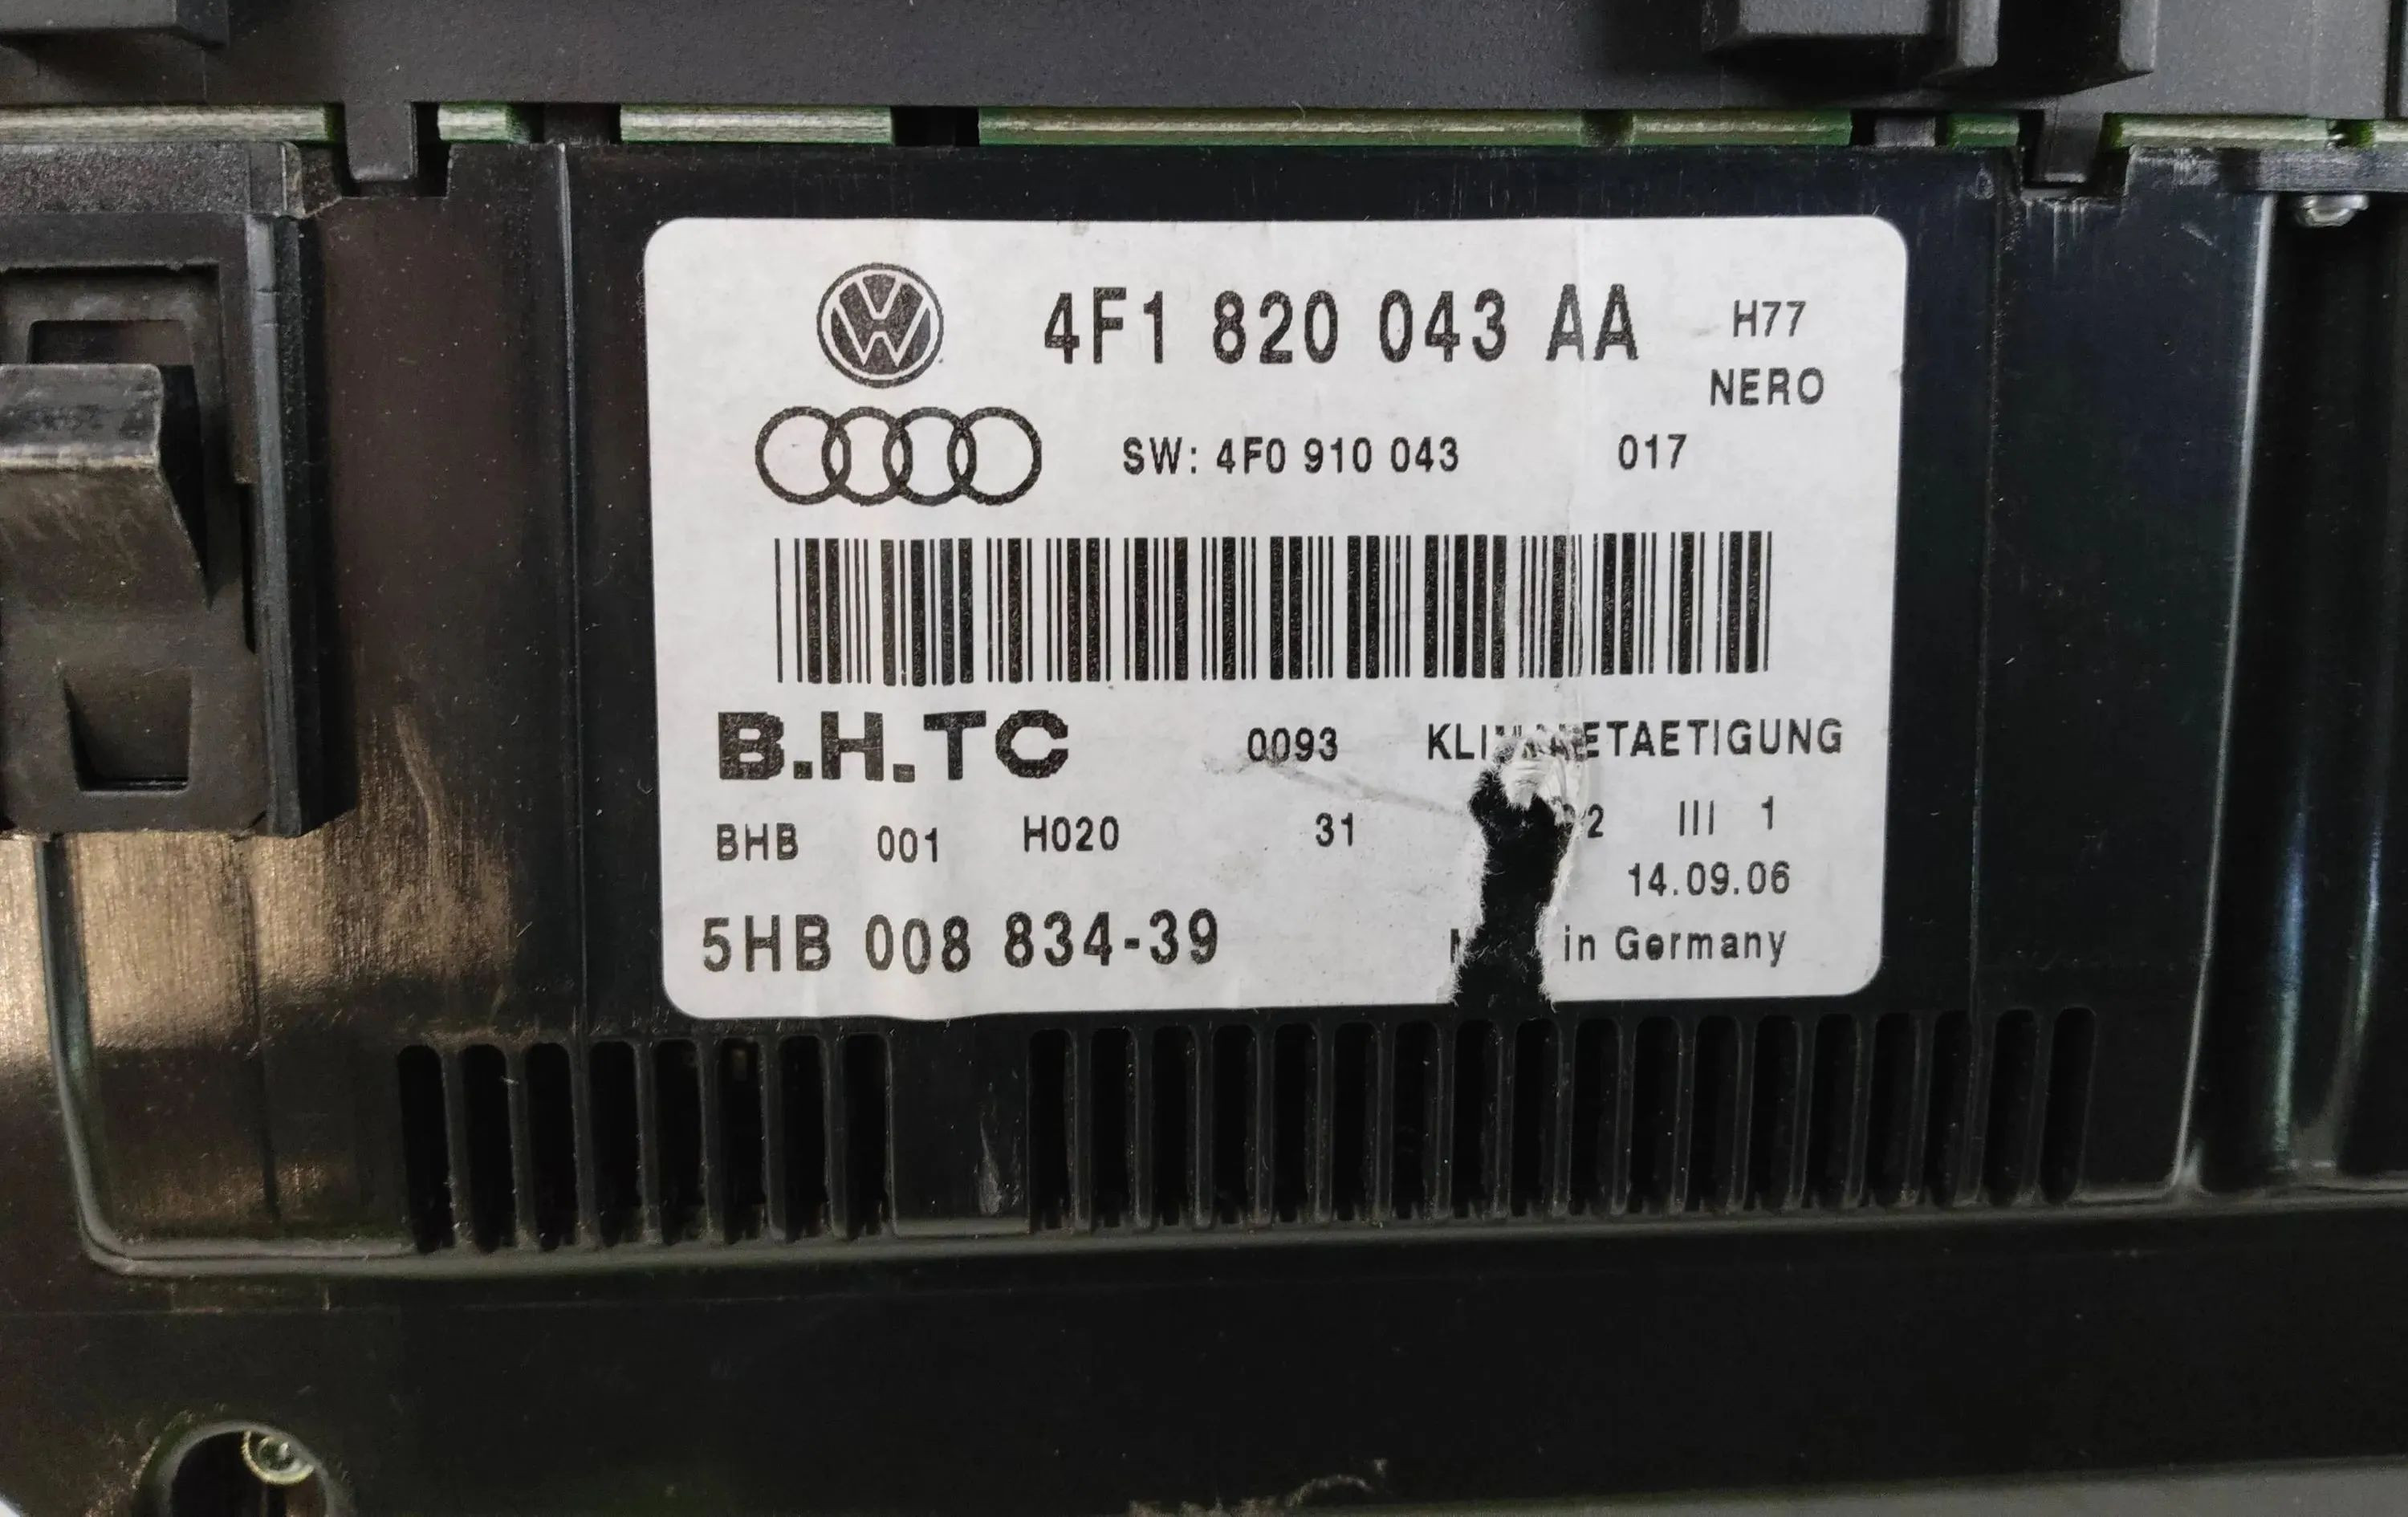 4F1 820 043 AA H77
NERO
SW: 4F0 910 043 017
B.H.TC 0093
BHB 001 H020 31 III 1
14.09.06
5HB 008 834-39 in Germany